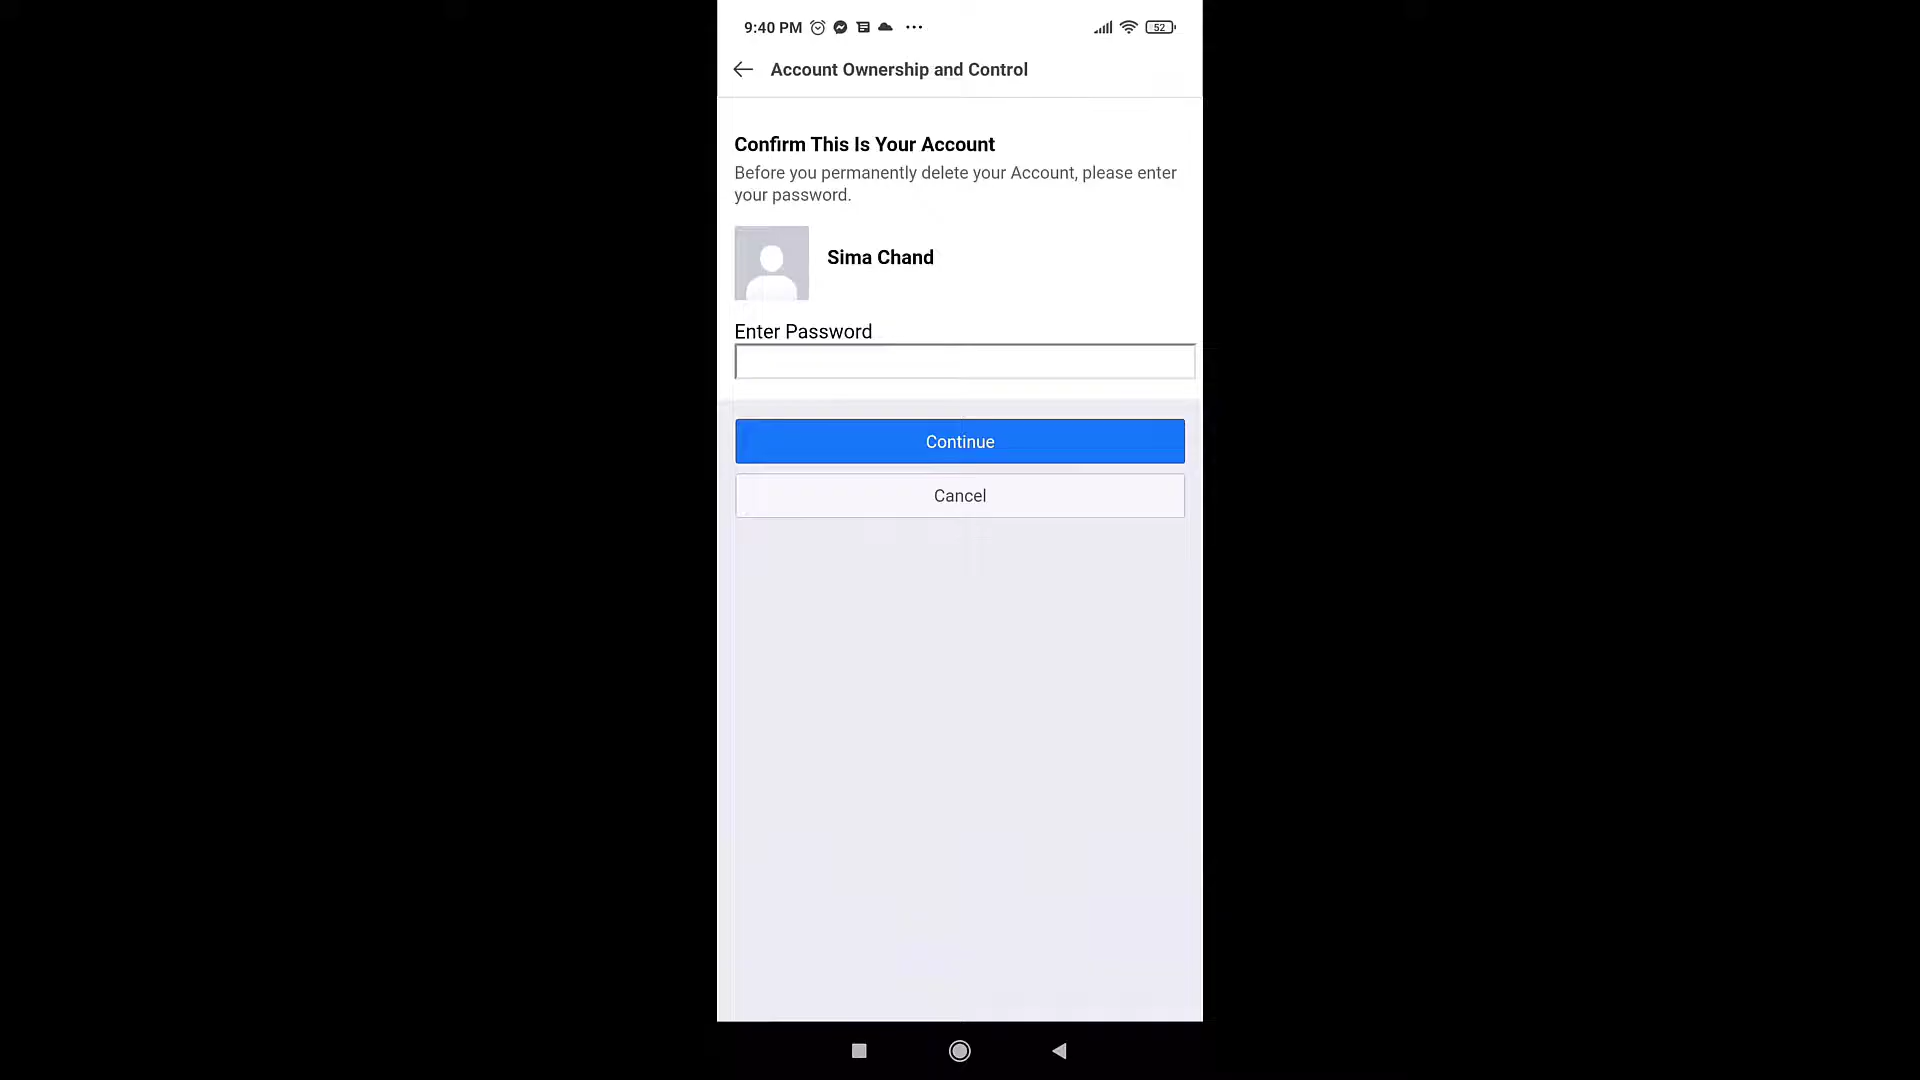 9:40 PM
52
Account Ownership and Control
Confirm This Is Your Account
Before you permanently delete your Account, please enter
your password.
Sima Chand
Enter Password
Continue
Cancel